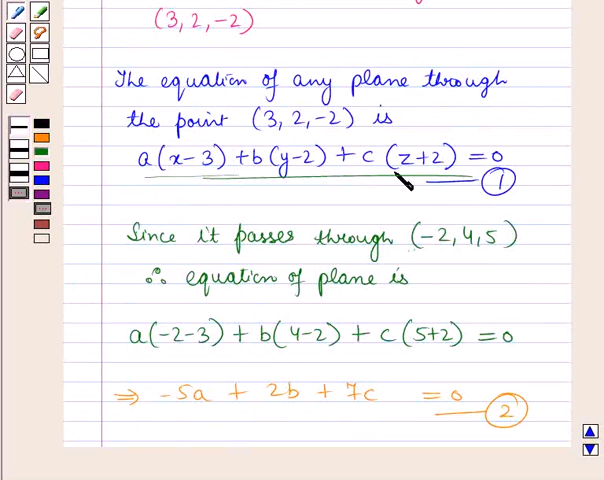 (3, 2, -2)
The equation of any plane through
the point (3, 2, -2) is
a(x-3) + b(y-2) + c(z+2) = 0
1
Since it passes through (-2, 4, 5)
∴ equation of plane is
a(-2-3) + b(4-2) + c(5+2) = 0
⇒ -5a + 2b + 7c = 0
2